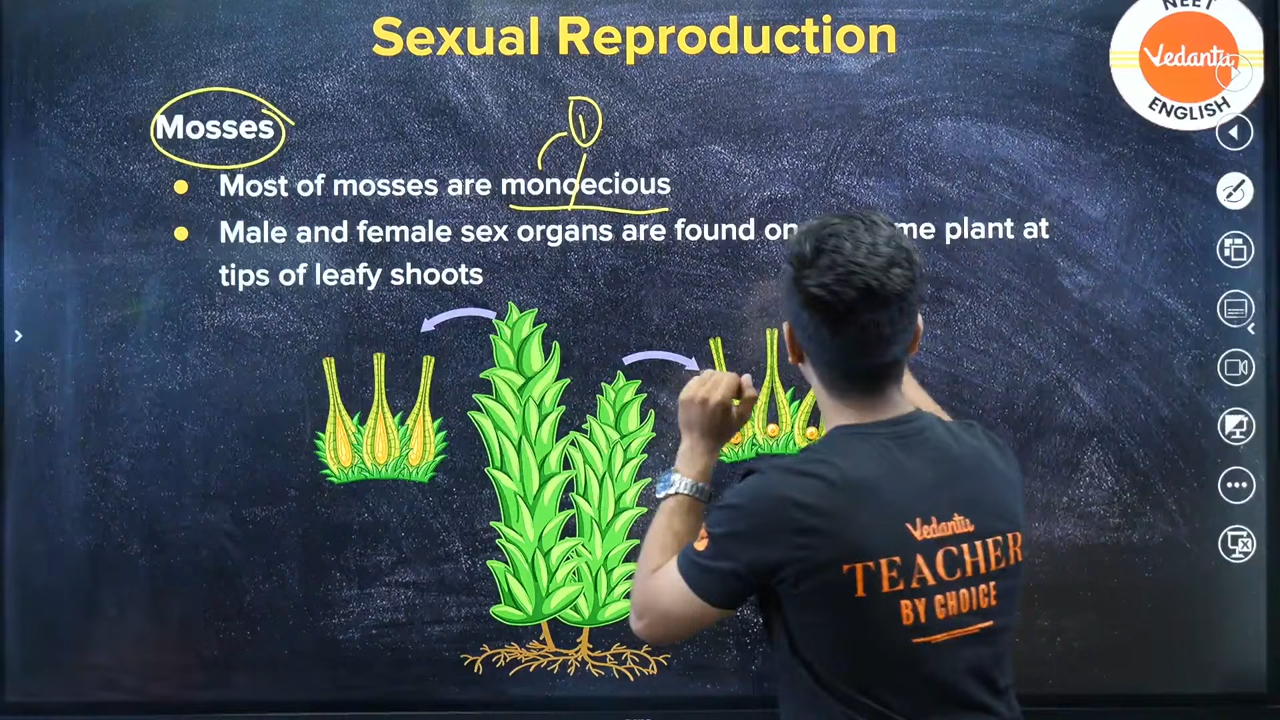 Sexual Reproduction
NEET
Vedantu
ENGLISH
Mosses
1
Most of mosses are monoecious
Male and female sex organs are found on me plant at
tips of leafy shoots
Vedantu
TEACHER
BY CHOICE